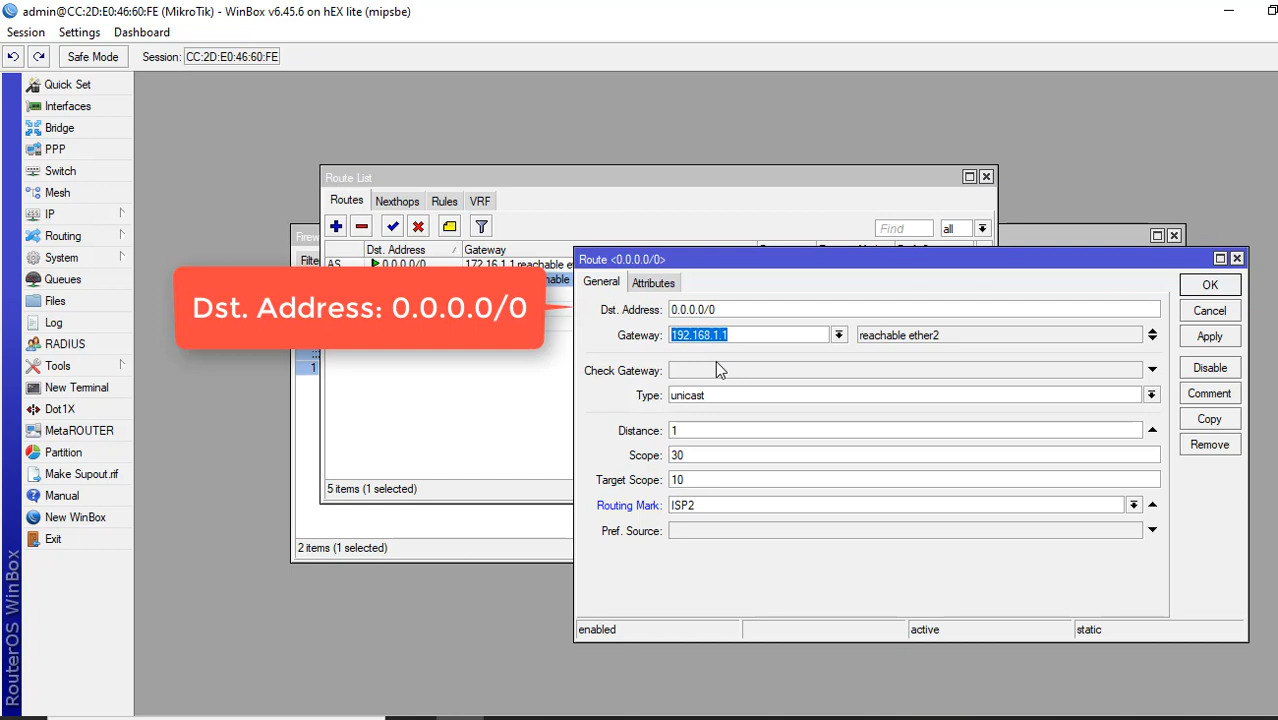 admin@CC:2D:E0:46:60:FE (MikroTik) - WinBox v6.45.6 on hEX lite (mipsbe)
Session Settings Dashboard
Safe Mode Session: CC:2D:E0:46:60:FE
Quick Set
Interfaces
Bridge
PPP
Switch
Mesh
IP
Routing
System
Queues
Files
Log
RADIUS
Tools
New Terminal
Dot1X
MetaROUTER
Partition
Make Supout.rif
Manual
New WinBox
Exit
RouterOS WinBox
Route List
Routes Nexthops Rules VRF
Find all
Dst. Address Gateway
AS 0.0.0.0/0 172.16.1.1 reachable
5 items (1 selected)
Filte
1
2 items (1 selected)
Dst. Address: 0.0.0.0/0
Route <0.0.0.0/0>
General Attributes
Dst. Address: 0.0.0.0/0
Gateway: 192.168.1.1 reachable ether2
Check Gateway:
Type: unicast
Distance: 1
Scope: 30
Target Scope: 10
Routing Mark: ISP2
Pref. Source:
OK
Cancel
Apply
Disable
Comment
Copy
Remove
enabled active static